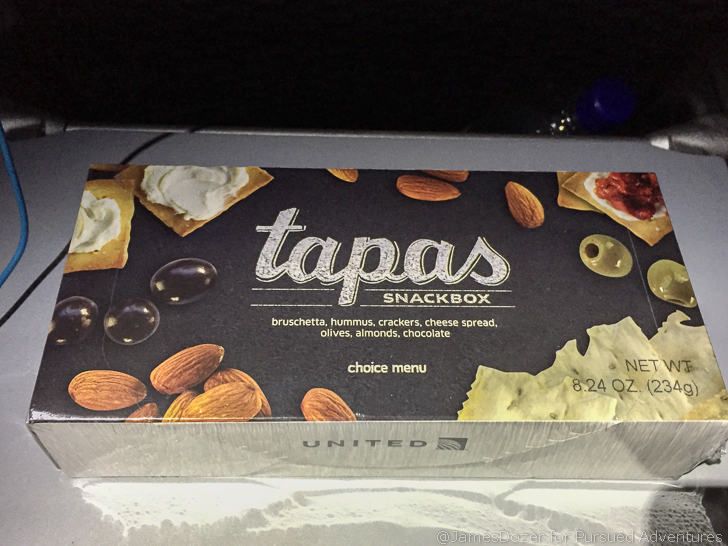 tapas
SNACKBOX
bruschetta, hummus, crackers, cheese spread,
olives, almonds, chocolate
choice menu
NET WT
8.24 OZ. (234g)
UNITED
@JamesDozer for Pursued Adventures